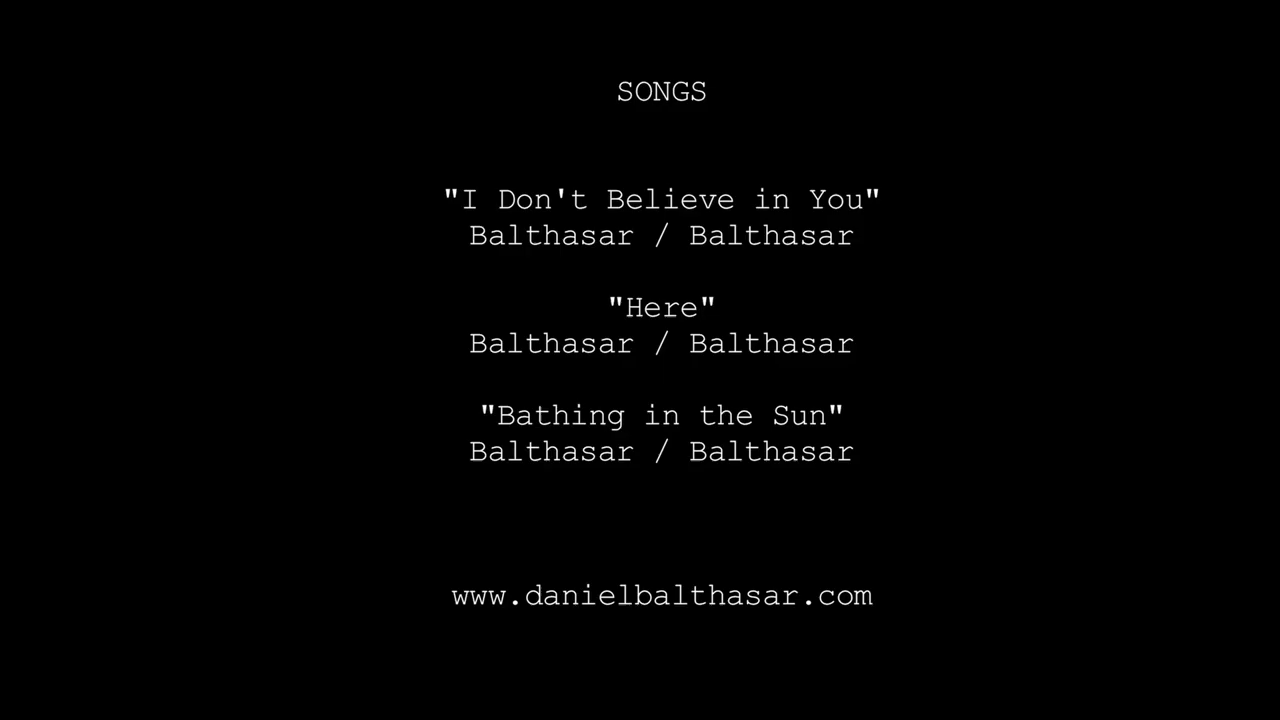 SONGS
"I Don't Believe in You"
Balthasar / Balthasar
"Here"
Balthasar / Balthasar
"Bathing in the Sun"
Balthasar / Balthasar
www.danielbalthasar.com